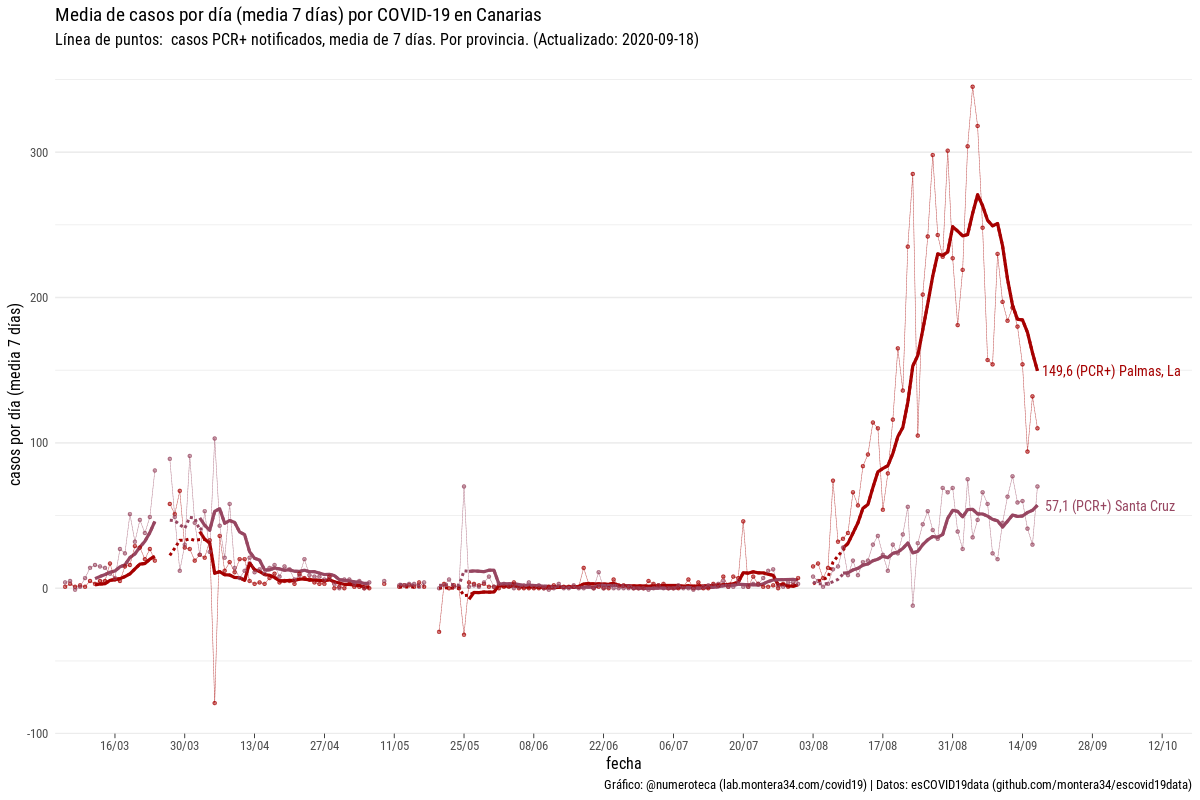 Media de casos por día (media 7 días) por COVID-19 en Canarias
Línea de puntos:  casos PCR+ notificados, media de 7 días. Por provincia. (Actualizado: 2020-09-18)
casos por día (media 7 días)
300
200
100
0
-100
149,6 (PCR+) Palmas, La
57,1 (PCR+) Santa Cruz
16/03 30/03 13/04 27/04 11/05 25/05 08/06 22/06 06/07 20/07 03/08 17/08 31/08 14/09 28/09 12/10
fecha
Gráfico: @numeroteca (lab.montera34.com/covid19) | Datos: esCOVID19data (github.com/montera34/escovid19data)